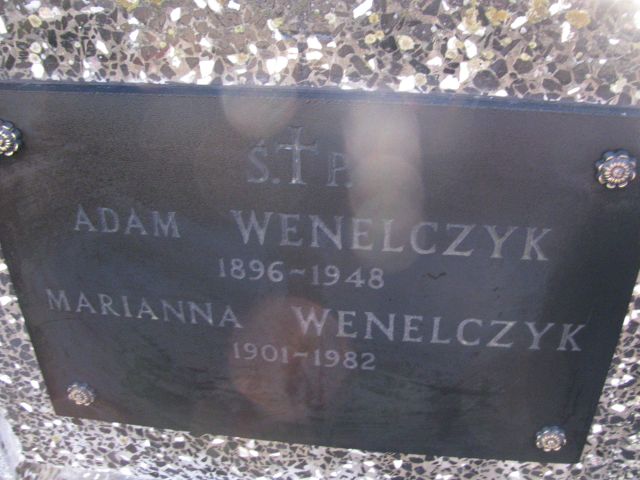 Ś. † P.
ADAM WENELCZYK
1896-1948
MARIANNA WENELCZYK
1901-1982